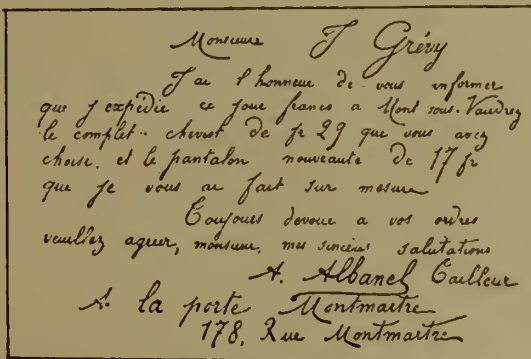 Monsieur J Grévy
J'ai l'honneur de vous informer
que j expédie ce jour franco a Mont sous-Vaudrez
le complet cheviot de fr 29 que vous avez
choisi, et le pantalon nouveauté de 17 fr
que je vous ai fait sur mesure
Toujours dévoué a vos ordres
veuillez agréer, monsieur, mes sincères salutations
A. Albanel Tailleur
A la porte Montmartre
178, Rue Montmartre